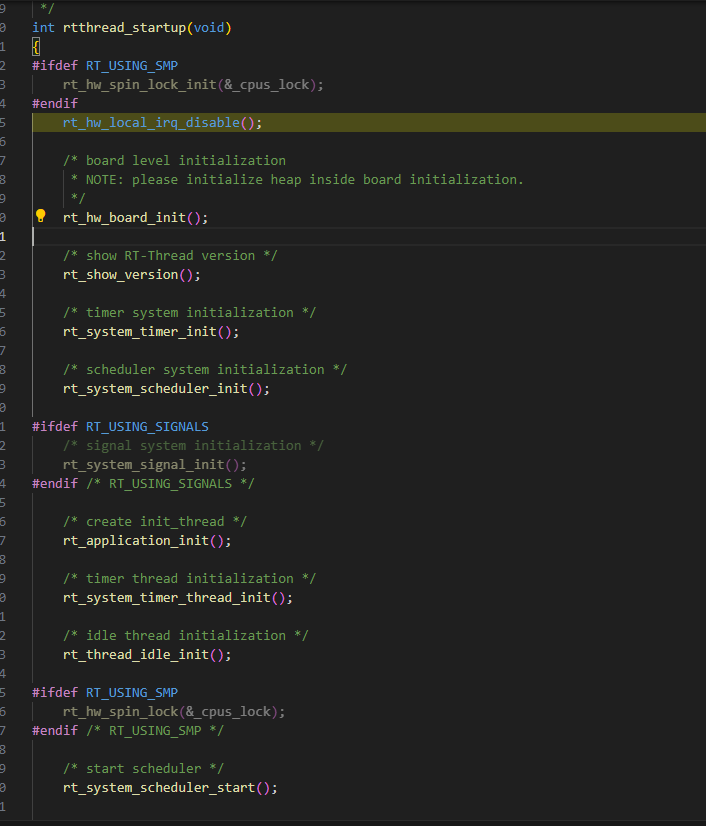 9 */
0 int rtthread_startup(void)
1 {
2 #ifdef RT_USING_SMP
3 rt_hw_spin_lock_init(&_cpus_lock);
4 #endif
5 rt_hw_local_irq_disable();
6
7 /* board level initialization
8 * NOTE: please initialize heap inside board initialization.
9 */
0 rt_hw_board_init();
1
2 /* show RT-Thread version */
3 rt_show_version();
4
5 /* timer system initialization */
6 rt_system_timer_init();
7
8 /* scheduler system initialization */
9 rt_system_scheduler_init();
0
1 #ifdef RT_USING_SIGNALS
2 /* signal system initialization */
3 rt_system_signal_init();
4 #endif /* RT_USING_SIGNALS */
5
6 /* create init_thread */
7 rt_application_init();
8
9 /* timer thread initialization */
0 rt_system_timer_thread_init();
1
2 /* idle thread initialization */
3 rt_thread_idle_init();
4
5 #ifdef RT_USING_SMP
6 rt_hw_spin_lock(&_cpus_lock);
7 #endif /* RT_USING_SMP */
8
9 /* start scheduler */
0 rt_system_scheduler_start();
1